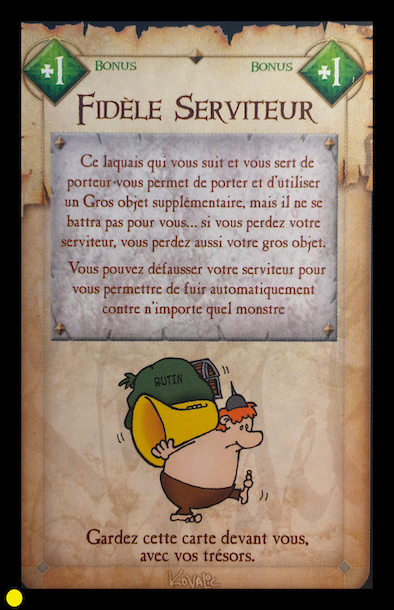 +1 Bonus Bonus +1
Fidèle Serviteur
Ce laquais qui vous suit et vous sert de
porteur vous permet de porter et d'utiliser
un Gros objet supplémentaire, mais il ne se
battra pas pour vous... si vous perdez votre
serviteur, vous perdez aussi votre gros objet.
Vous pouvez défausser votre serviteur pour
vous permettre de fuir automatiquement
contre n'importe quel monstre
BUTIN
Gardez cette carte devant vous,
avec vos trésors.
KOVALIC